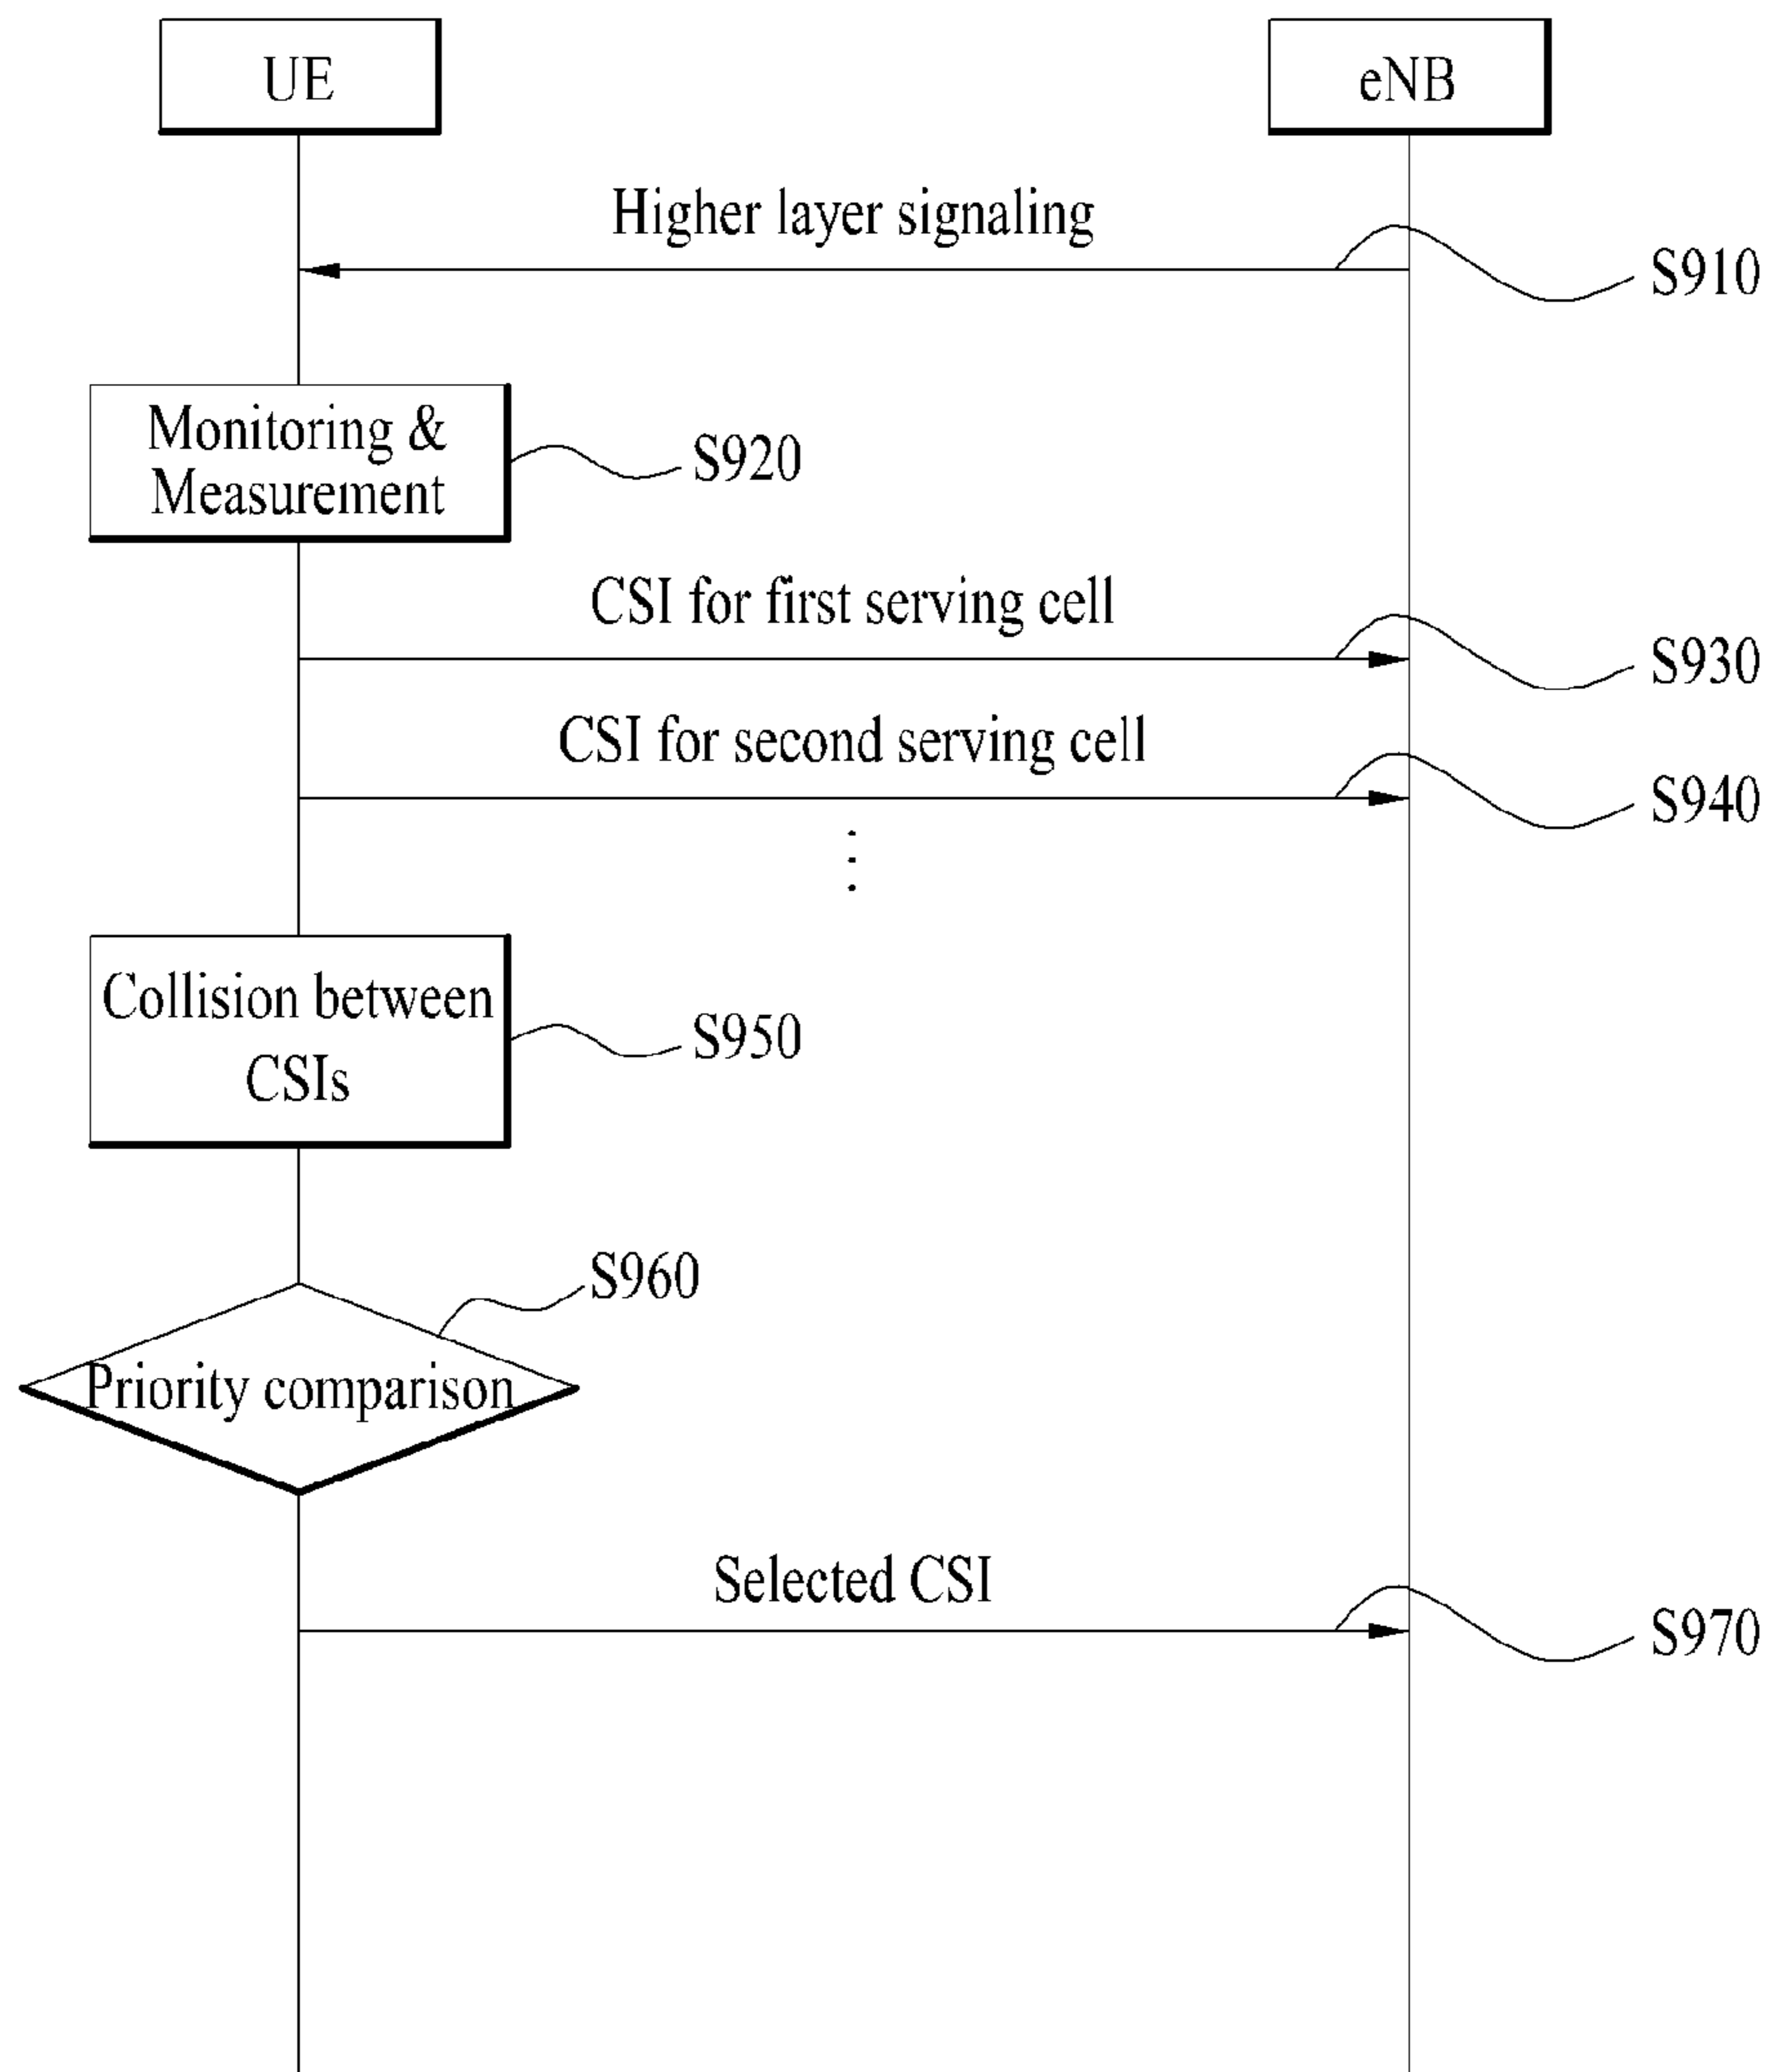 UE
eNB
Higher layer signaling
S910
Monitoring &
Measurement
S920
CSI for first serving cell
S930
CSI for second serving cell
S940
Collision between
CSIs
S950
S960
Priority comparison
Selected CSI
S970